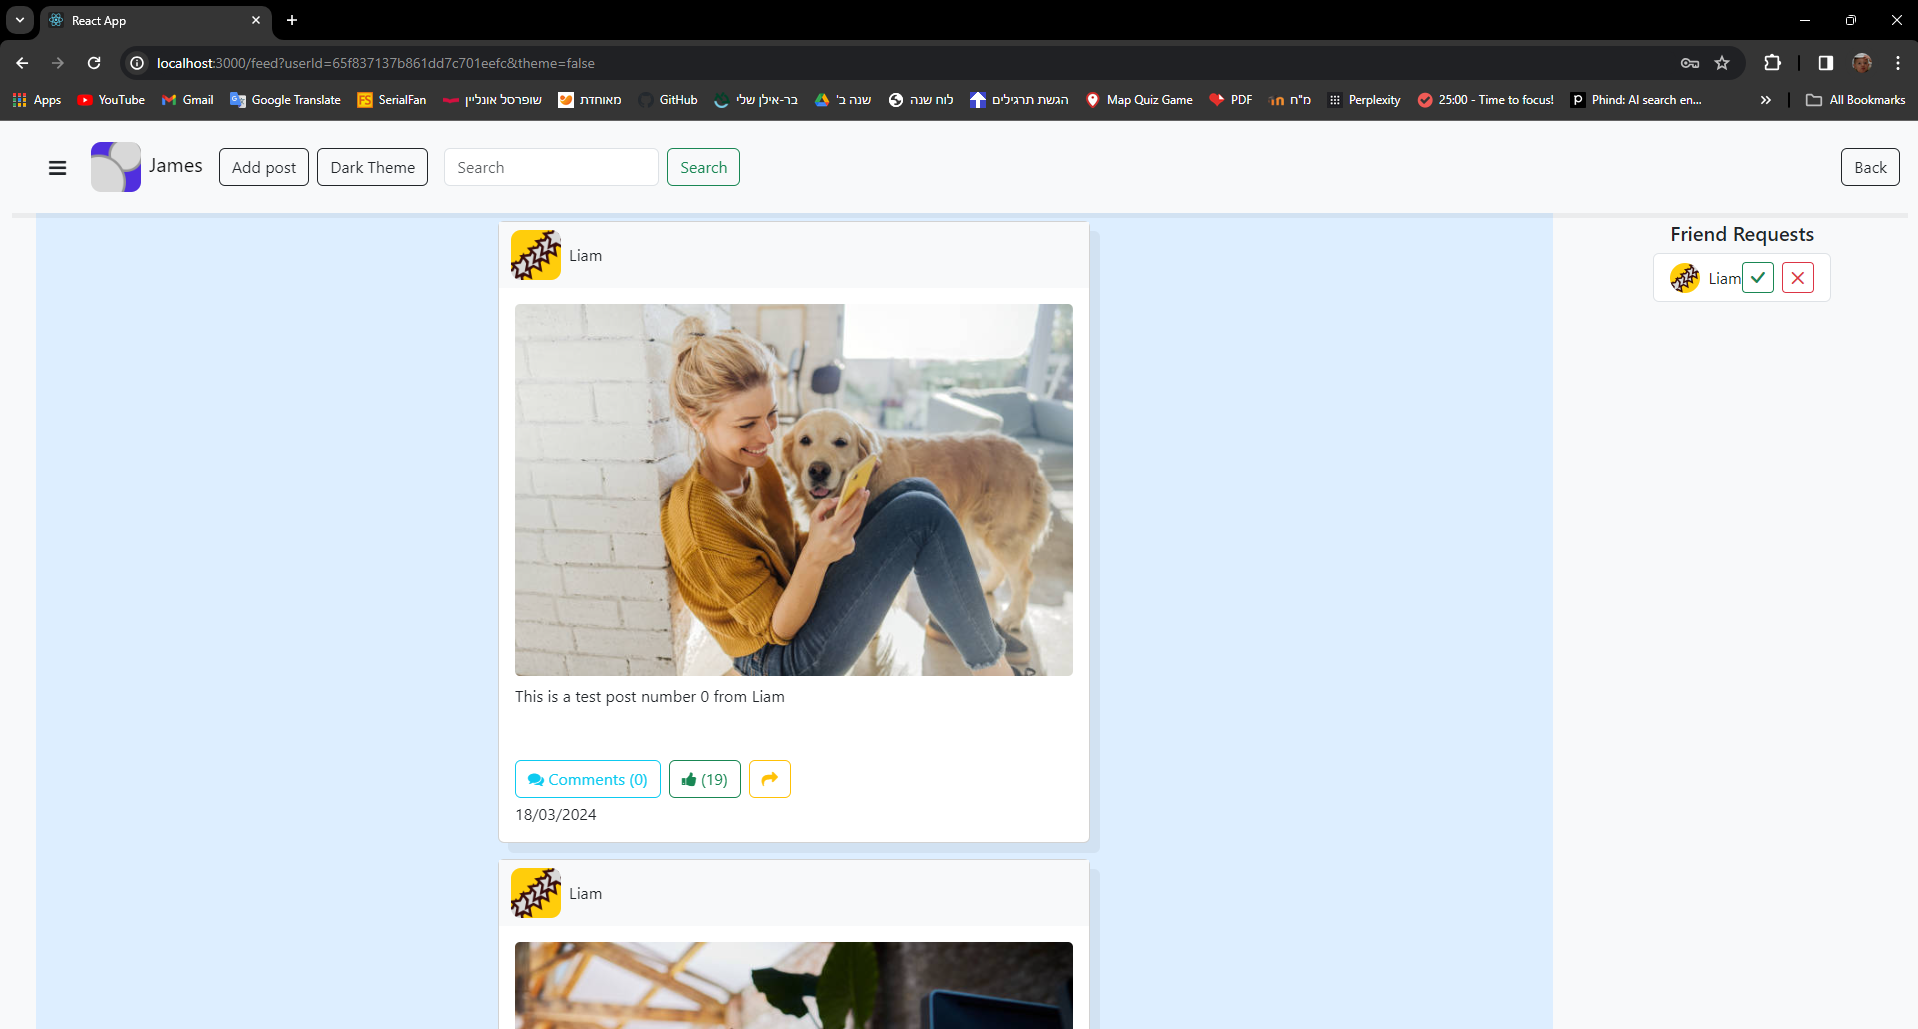 React App
localhost:3000/feed?userId=65f837137b861dd7c701eefc&theme=false
Apps YouTube Gmail Google Translate FS SerialFan שופרסל אונליין מאוחדת GitHub בר-אילן שלי שנה ב' לוח שנה הגשת תרגילים Map Quiz Game PDF מ"ח Perplexity 25:00 - Time to focus! Phind: AI search en... » All Bookmarks
James Add post Dark Theme Search Search Back
Friend Requests
Liam
Liam
This is a test post number 0 from Liam
Comments (0) (19)
18/03/2024
Liam